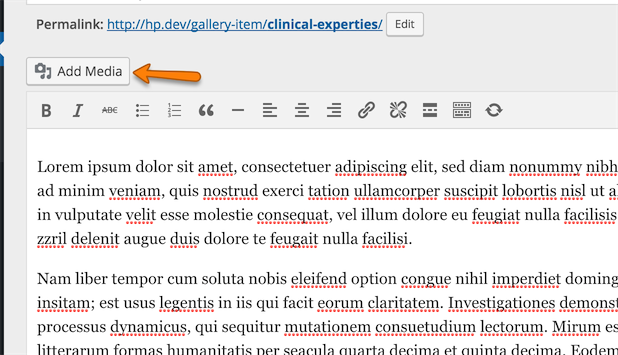 Permalink: http://hp.dev/gallery-item/clinical-experties/ Edit
Add Media
B I ABC
Lorem ipsum dolor sit amet, consectetuer adipiscing elit, sed diam nonummy nibh
ad minim veniam, quis nostrud exerci tation ullamcorper suscipit lobortis nisl ut
in vulputate velit esse molestie consequat, vel illum dolore eu feugiat nulla facilisis
zzril delenit augue duis dolore te feugait nulla facilisi.
Nam liber tempor cum soluta nobis eleifend option congue nihil imperdiet doming
insitam; est usus legentis in iis qui facit eorum claritatem. Investigationes demonst
processus dynamicus, qui sequitur mutationem consuetudium lectorum. Mirum es
litterarum formas humanitatis per seacula quarta decima et quinta decima. Eodem